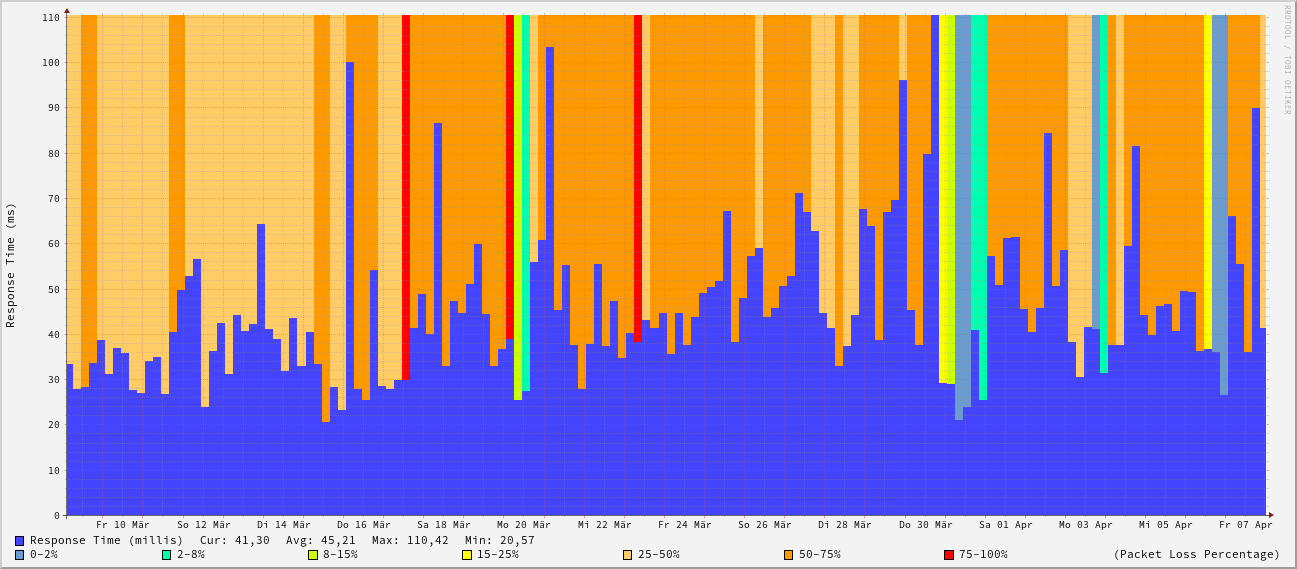 RRDTOOL / TOBI OETIKER
Response Time (ms)
110
100
90
80
70
60
50
40
30
20
10
0
Fr 10 Mär So 12 Mär Di 14 Mär Do 16 Mär Sa 18 Mär Mo 20 Mär Mi 22 Mär Fr 24 Mär So 26 Mär Di 28 Mär Do 30 Mär Sa 01 Apr Mo 03 Apr Mi 05 Apr Fr 07 Apr
Response Time (millis) Cur: 41,30 Avg: 45,21 Max: 110,42 Min: 20,57
0-2% 2-8% 8-15% 15-25% 25-50% 50-75% 75-100% (Packet Loss Percentage)